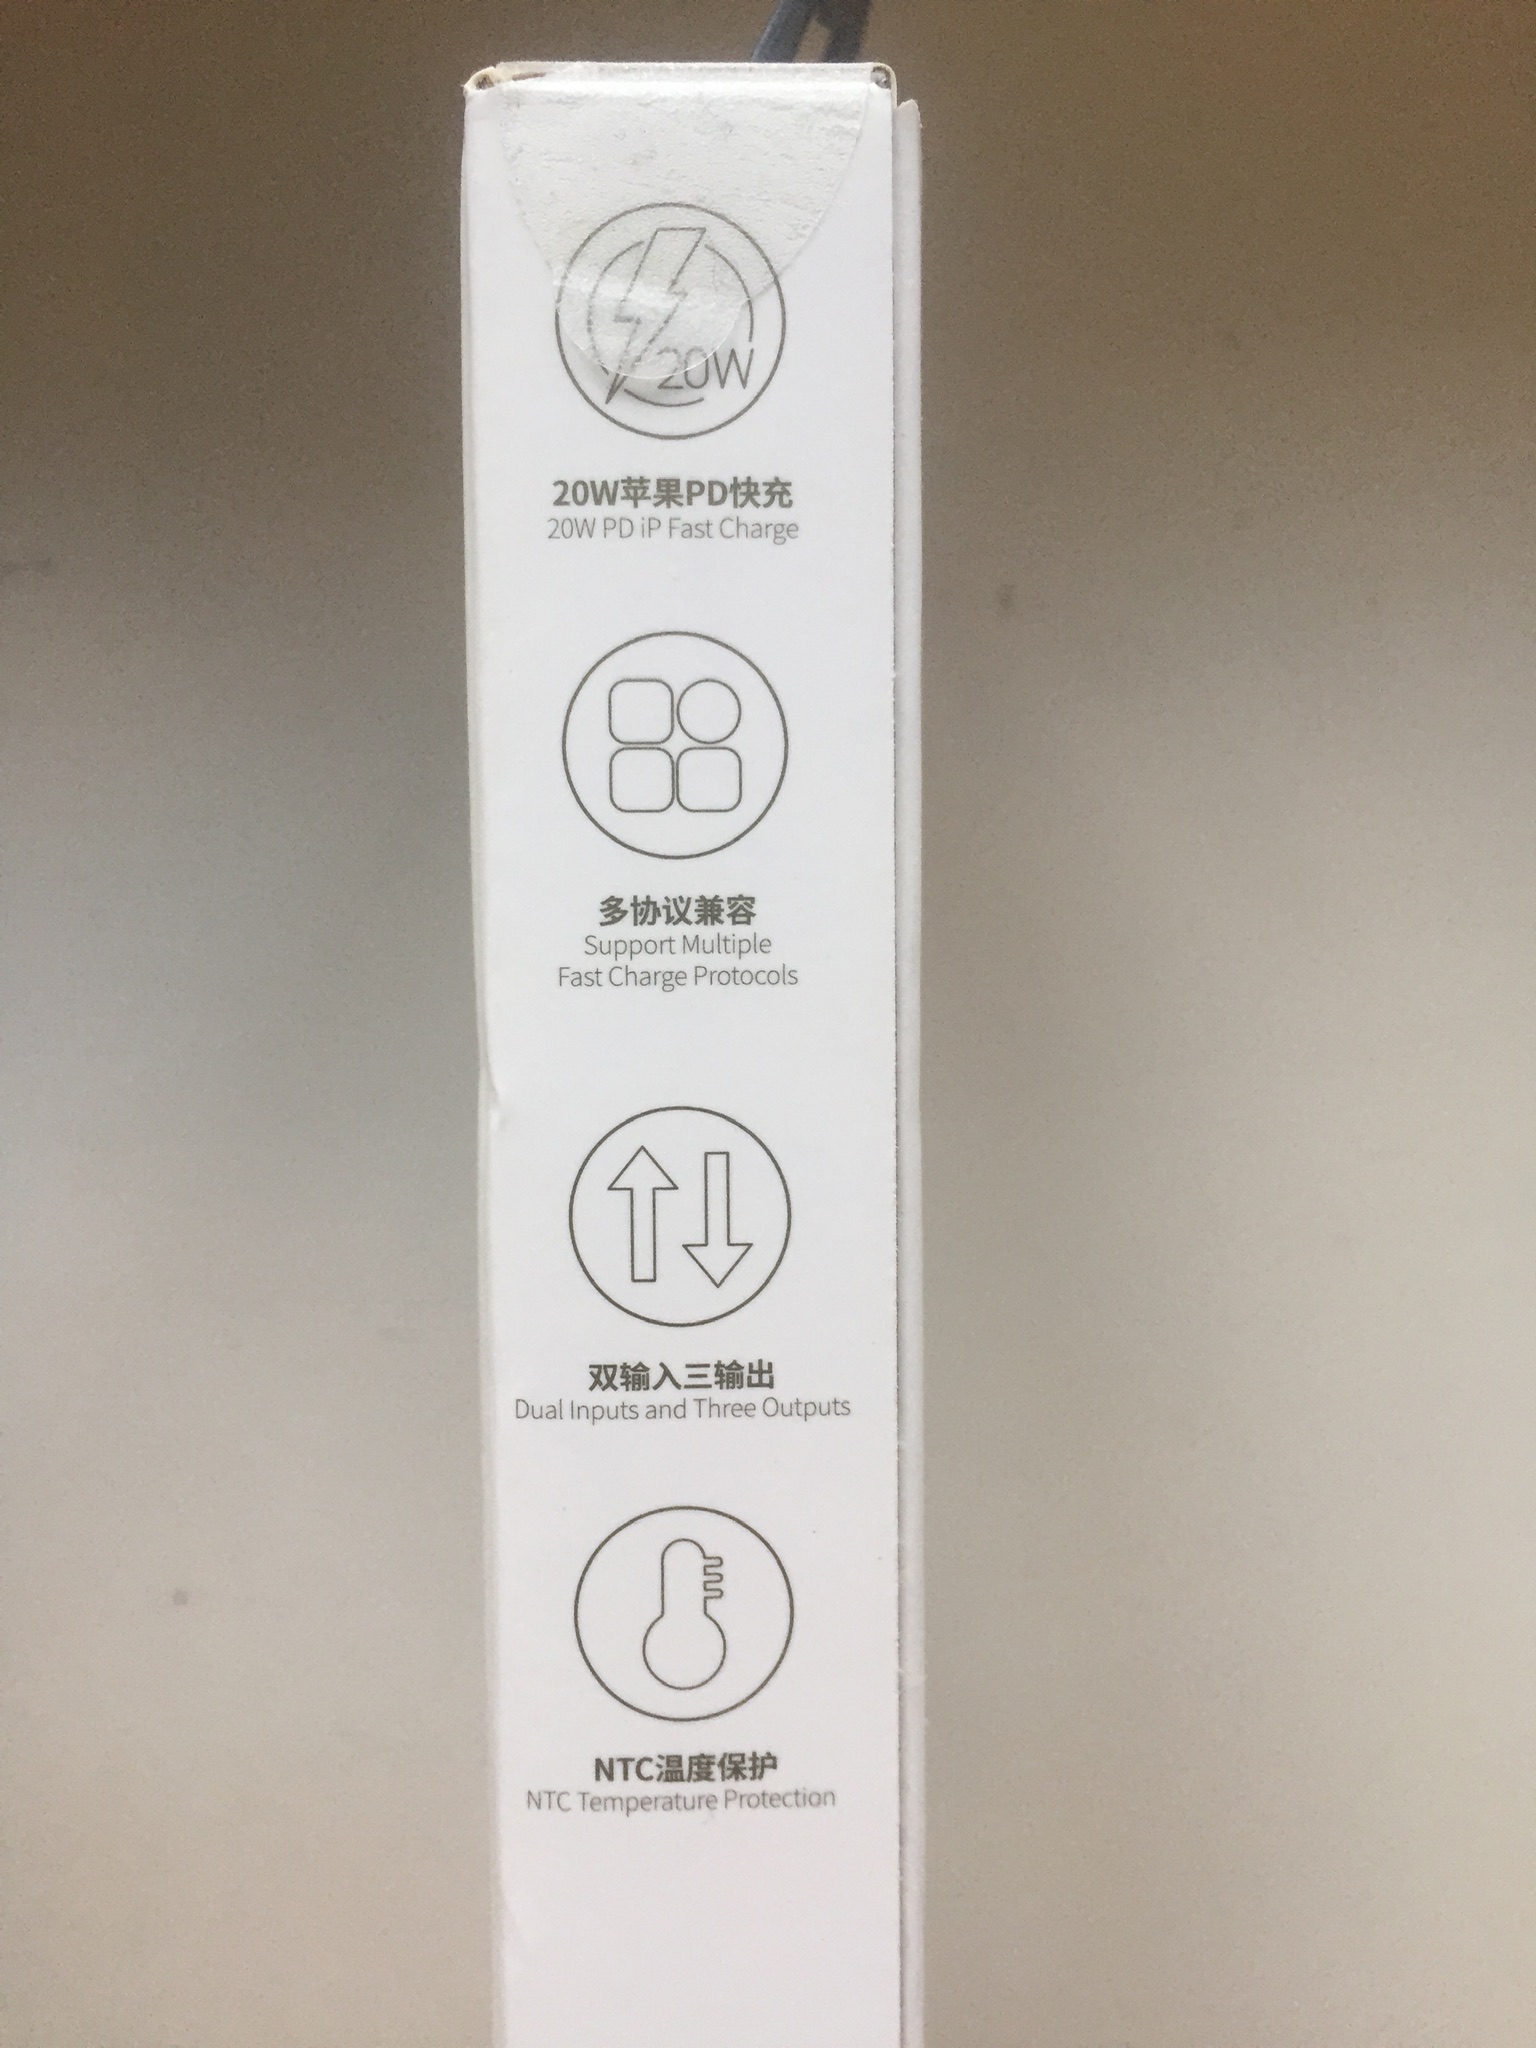 20W
20W苹果PD快充
20W PD iP Fast Charge
多协议兼容
Support Multiple
Fast Charge Protocols
双输入三输出
Dual Inputs and Three Outputs
NTC温度保护
NTC Temperature Protection